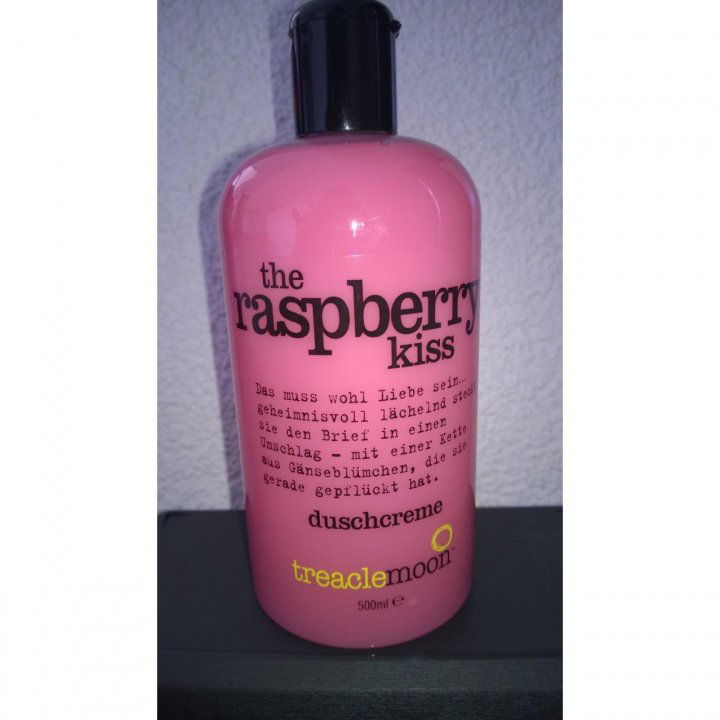 the
raspberry
kiss
Das muss wohl Liebe sein...
geheimnisvoll lächelnd steckt
sie den Brief in einen
Umschlag - mit einer Kette
aus Gänseblümchen, die sie
gerade gepflückt hat.
duschcreme
treaclemoon™
500ml ℮